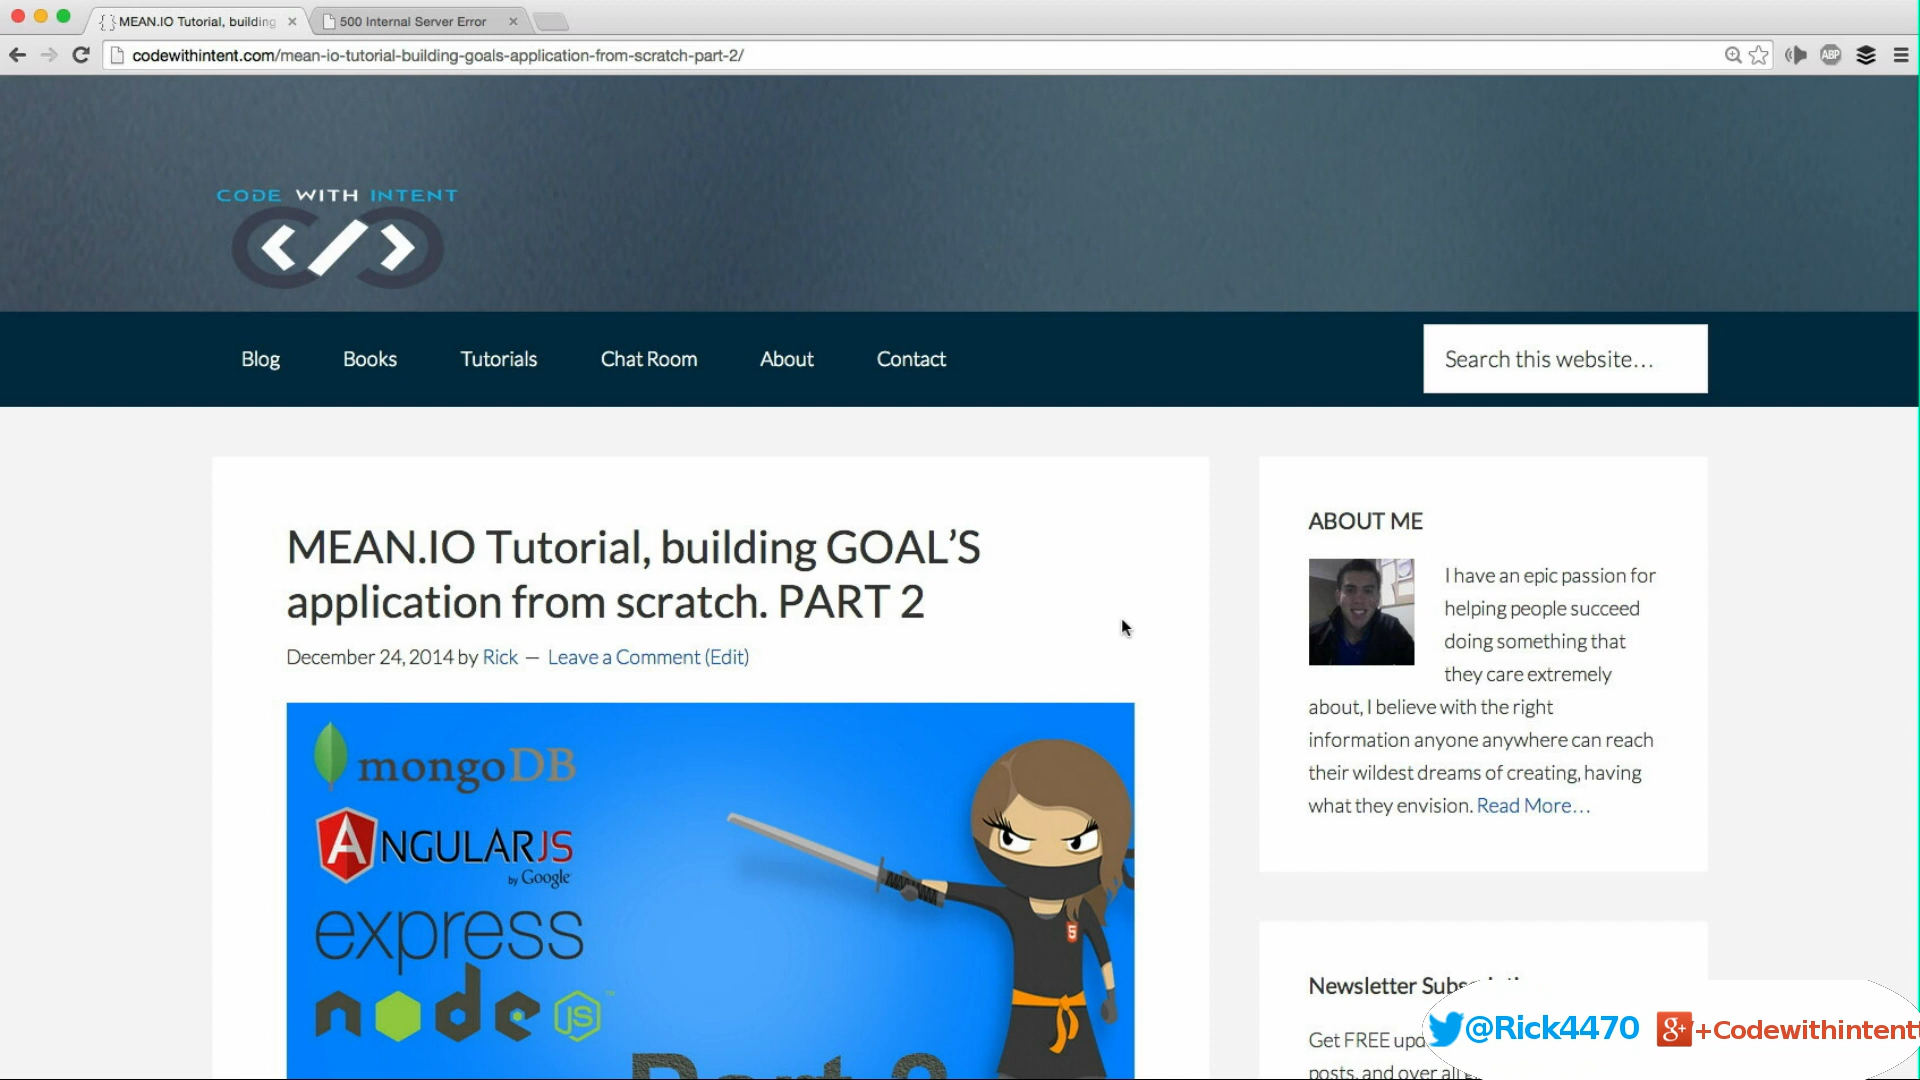 { } MEAN.IO Tutorial, building
500 Internal Server Error
codewithintent.com/mean-io-tutorial-building-goals-application-from-scratch-part-2/
ABP
CODE WITH INTENT
Blog
Books
Tutorials
Chat Room
About
Contact
Search this website...
MEAN.IO Tutorial, building GOAL’S
application from scratch. PART 2
December 24, 2014 by Rick — Leave a Comment (Edit)
mongoDB
ANGULARJS
by Google
express
node JS ™
5
ABOUT ME
I have an epic passion for
helping people succeed
doing something that
they care extremely
about, I believe with the right
information anyone anywhere can reach
their wildest dreams of creating, having
what they envision. Read More...
Newsletter
Get FREE
posts, and over
@Rick4470
g+ +Codewithintent